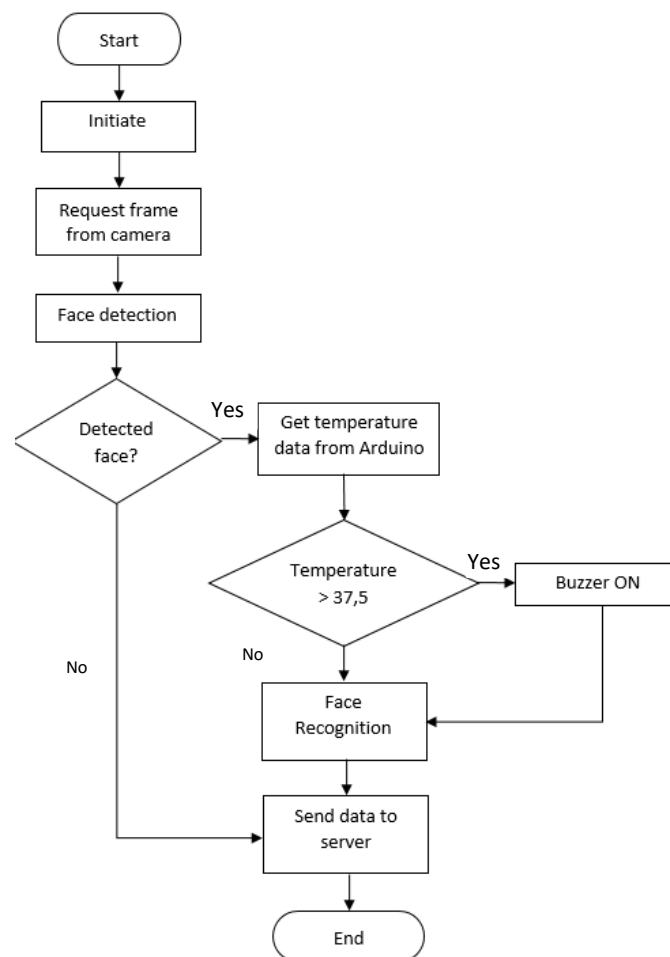 Start
Initiate
Request frame
from camera
Face detection
Detected
face?
Yes
Get temperature
data from Arduino
Temperature
> 37,5
Yes
Buzzer ON
No
No
Face
Recognition
Send data to
server
End